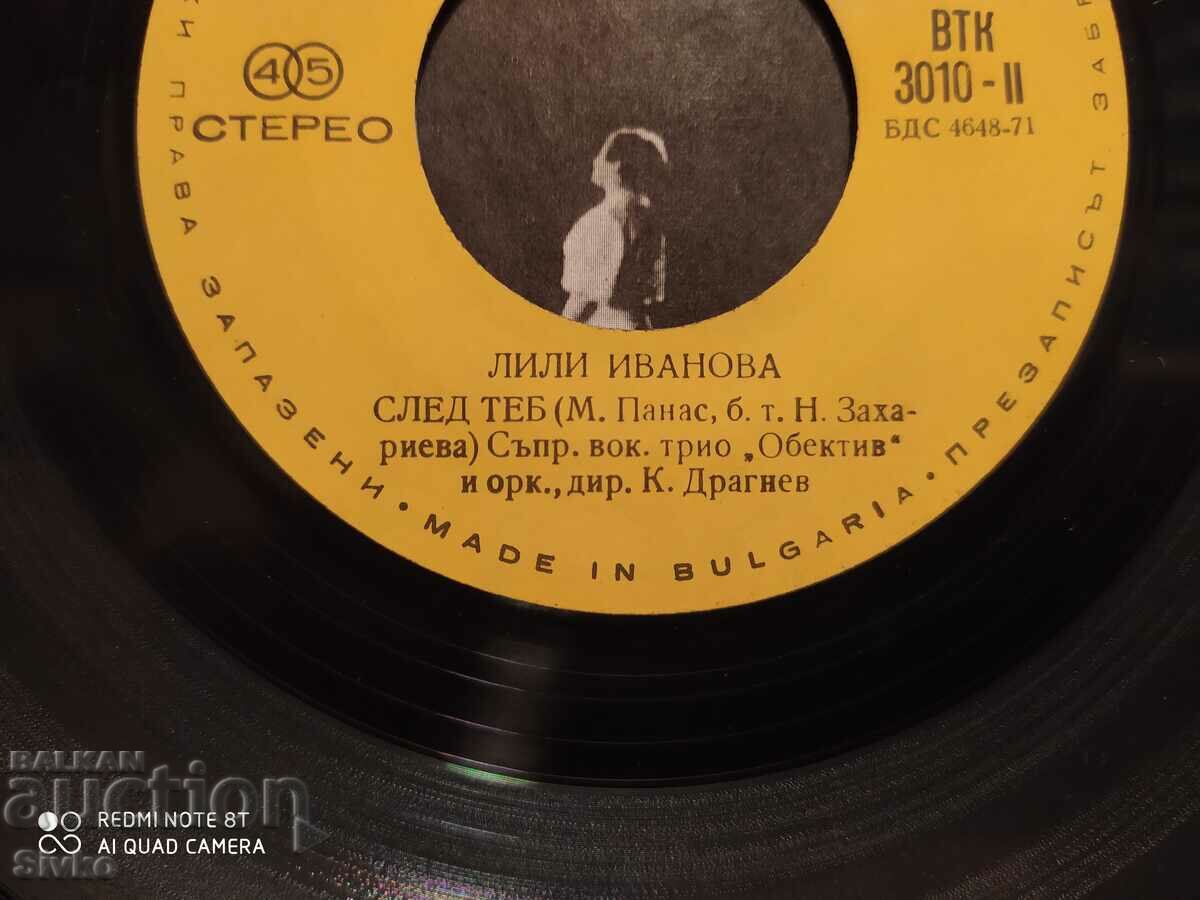 45
СТЕРЕО
ВТК
3010 - II
БДС 4648-71
ЛИЛИ ИВАНОВА
СЛЕД ТЕБ (М. Панас, б. т. Н. Заха-
риева) Съпр. вок. трио „Обектив“
и орк., дир. К. Драгнев
ПРАВА ЗАПАЗЕНИ • MADE IN BULGARIA • ПРЕЗАПИСЪТ
BALKAN
auction
REDMI NOTE 8T
AI QUAD CAMERA
Sivko